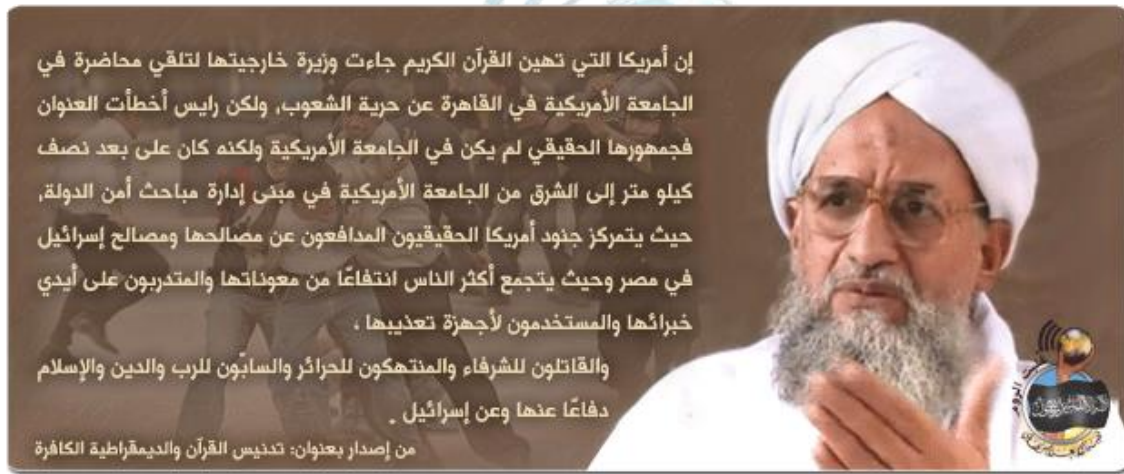 إن أمريكا التي تهين القرآن الكريم جاءت وزيرة خارجيتها لتلقي محاضرة في
الجامعة الأمريكية في القاهرة عن حرية الشعوب, ولكن رايس أخطأت العنوان
فجمهورها الحقيقي لم يكن في الجامعة الأمريكية ولكنه كان على بعد نصف
كيلو متر إلى الشرق من الجامعة الأمريكية في مبنى إدارة مباحث أمن الدولة,
حيث يتمركز جنود أمريكا الحقيقيون المدافعون عن مصالحها ومصالح إسرائيل
في مصر وحيث يتجمع أكثر الناس انتفاعًا من معوناتها والمتدربون على أيدي
خبرائها والمستخدمون لأجهزة تعذيبها ،
والقاتلون للشرفاء والمنتهكون للحرائر والسابّون للرب والدين والإسلام
دفاعًا عنها وعن إسرائيل .
من إصدار بعنوان: تدنيس القرآن والديمقراطية الكافرة